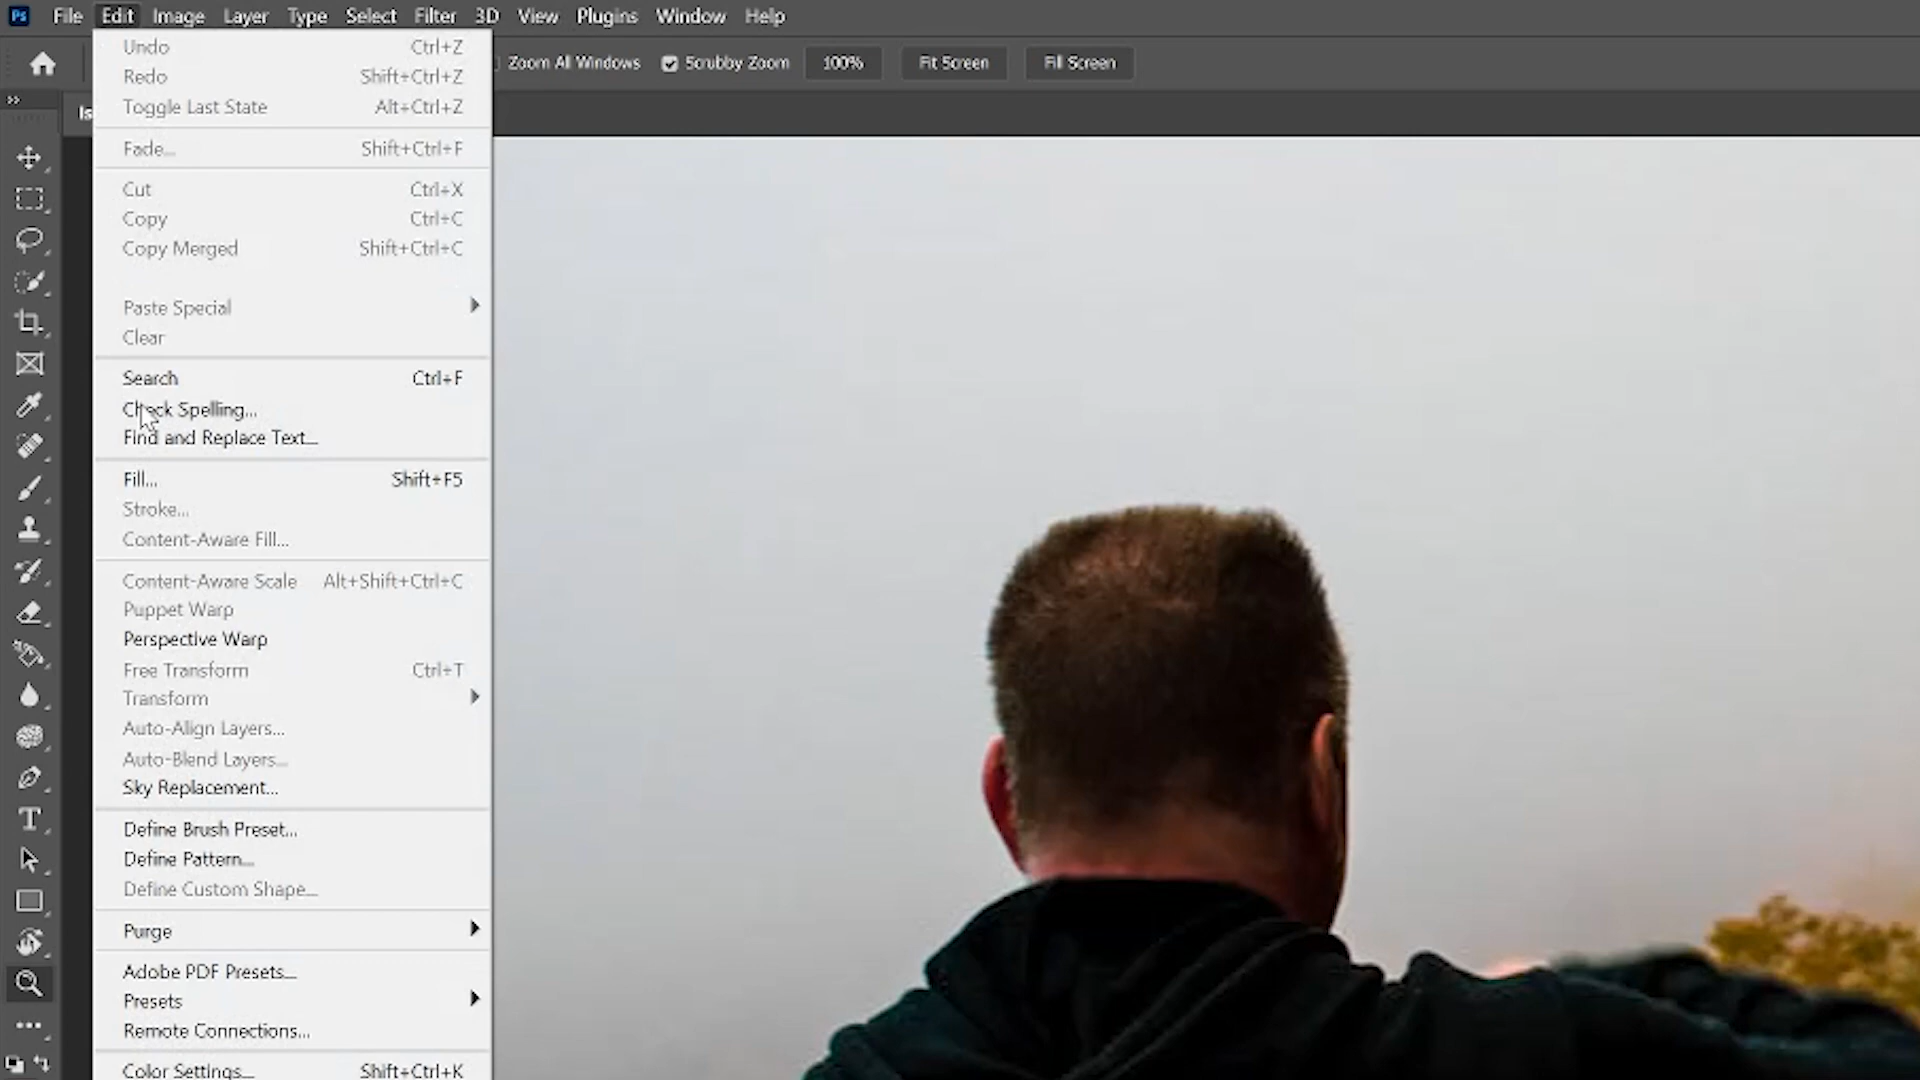 Ps File Edit Image Layer Type Select Filter 3D View Plugins Window Help
Zoom All Windows Scrubby Zoom 100% Fit Screen Fill Screen
Undo Ctrl+Z
Redo Shift+Ctrl+Z
Toggle Last State Alt+Ctrl+Z
Fade... Shift+Ctrl+F
Cut Ctrl+X
Copy Ctrl+C
Copy Merged Shift+Ctrl+C
Paste Special
Clear
Search Ctrl+F
Check Spelling...
Find and Replace Text...
Fill... Shift+F5
Stroke...
Content-Aware Fill...
Content-Aware Scale Alt+Shift+Ctrl+C
Puppet Warp
Perspective Warp
Free Transform Ctrl+T
Transform
Auto-Align Layers...
Auto-Blend Layers...
Sky Replacement...
Define Brush Preset...
Define Pattern...
Define Custom Shape...
Purge
Adobe PDF Presets...
Presets
Remote Connections...
Color Settings... Shift+Ctrl+K